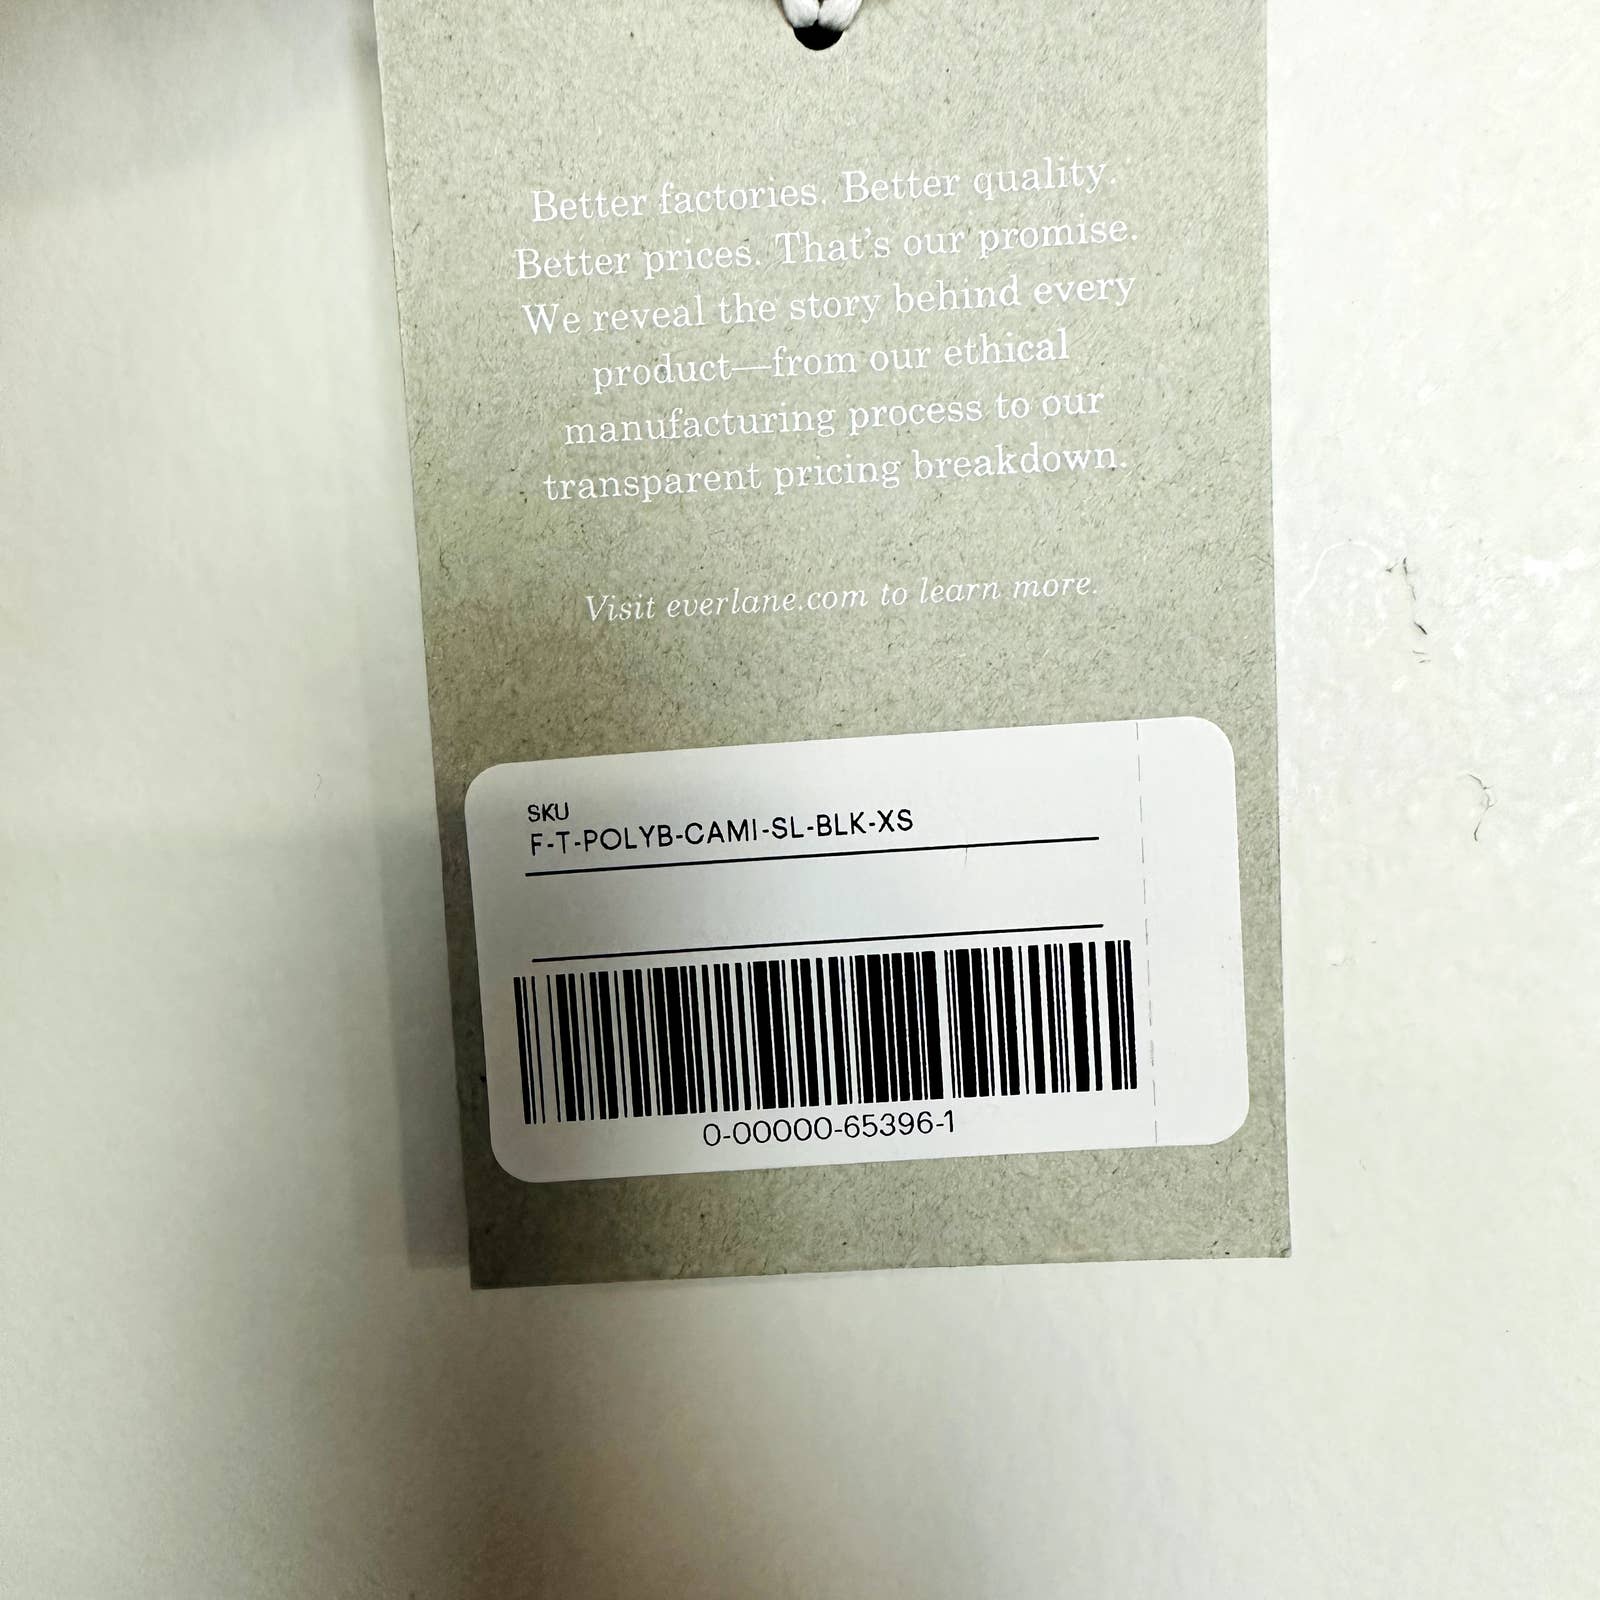 Better factories. Better quality.
Better prices. That's our promise.
We reveal the story behind every
product—from our ethical
manufacturing process to our
transparent pricing breakdown.
Visit everlane.com to learn more.
SKU
F-T-POLYB-CAMI-SL-BLK-XS
0-00000-65396-1